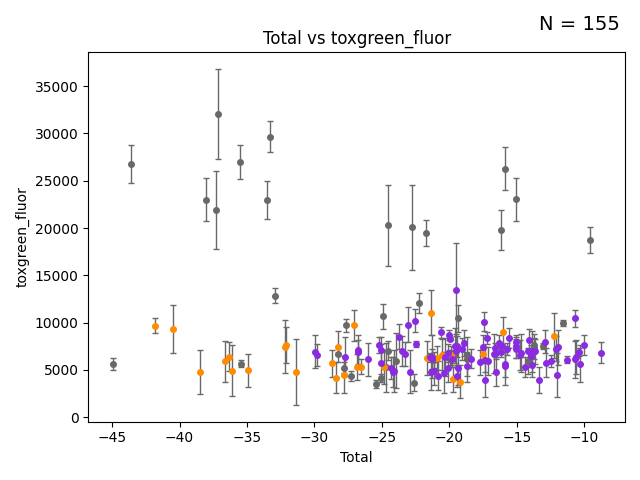 N = 155
Total vs toxgreen_fluor
toxgreen_fluor
35000
30000
25000
20000
15000
10000
5000
0
−45 −40 −35 −30 −25 −20 −15 −10
Total